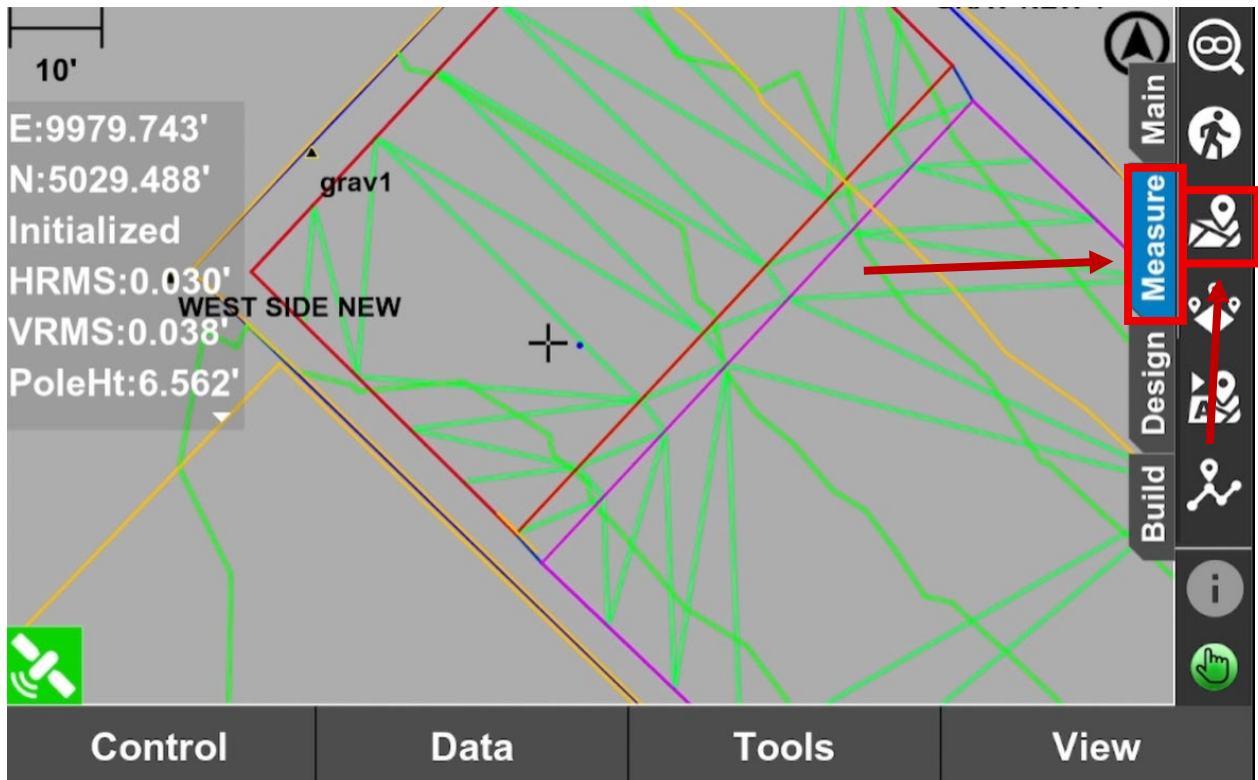 10'
E:9979.743'
N:5029.488'
Initialized
HRMS:0.030'
VRMS:0.038'
PoleHt:6.562'
grav1
WEST SIDE NEW
Main
Measure
Design
Build
Control
Data
Tools
View